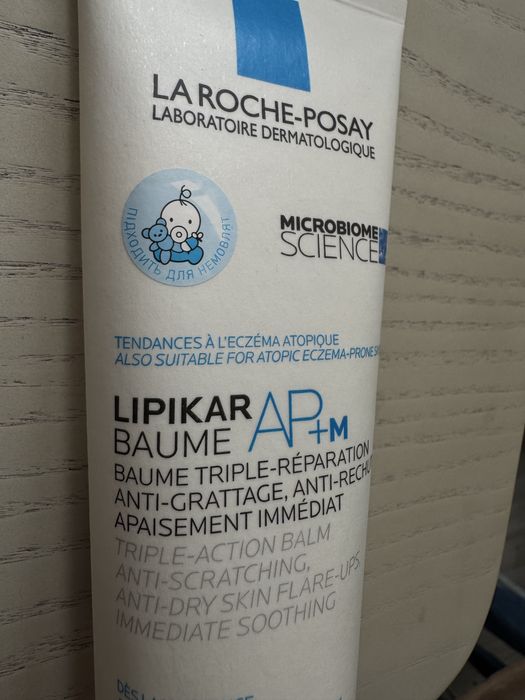 LA ROCHE-POSAY
LABORATOIRE DERMATOLOGIQUE
ПІДХОДИТЬ ДЛЯ НЕМОВЛЯТ
MICROBIOME
SCIENCE
TENDANCES À L'ECZÉMA ATOPIQUE
ALSO SUITABLE FOR ATOPIC ECZEMA-PRONE
LIPIKAR
BAUME AP+M
BAUME TRIPLE-RÉPARATION
ANTI-GRATTAGE, ANTI-RECHU
APAISEMENT IMMÉDIAT
TRIPLE-ACTION BALM
ANTI-SCRATCHING,
ANTI-DRY SKIN FLARE-UPS
IMMEDIATE SOOTHING